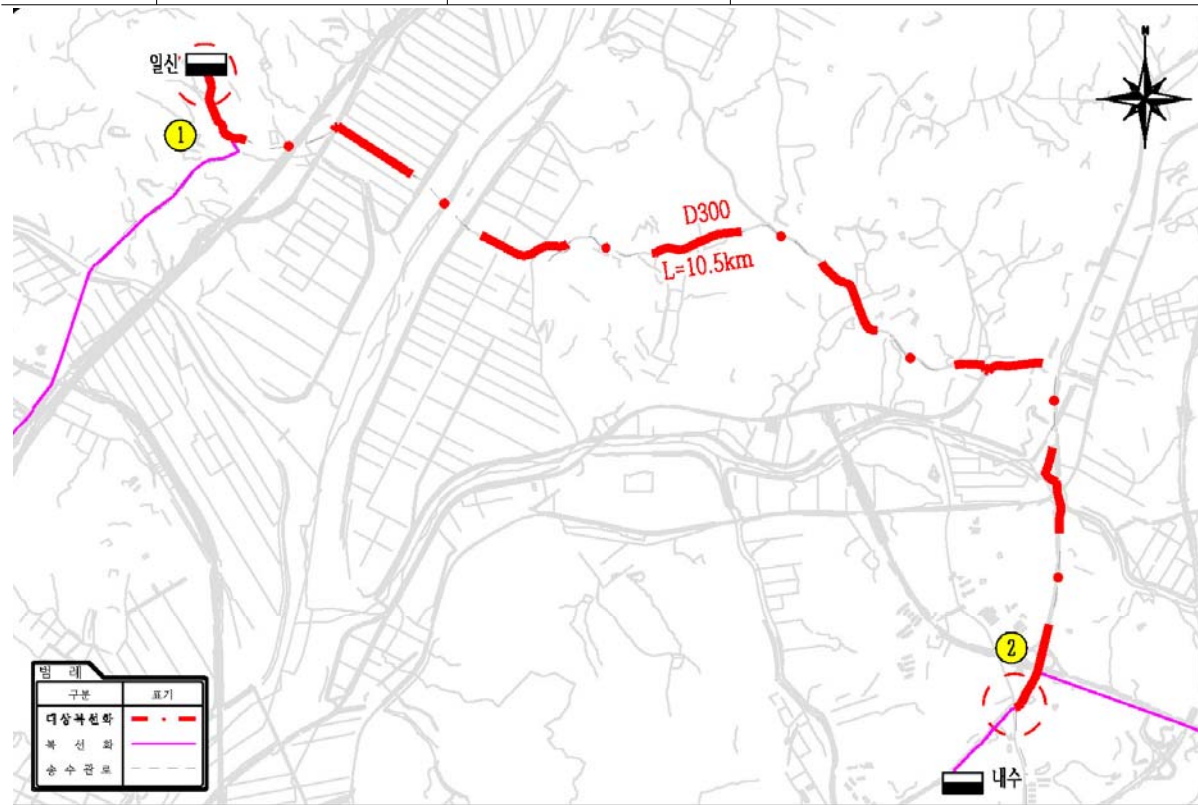 N
일신
1
D300
L=10.5km
2
범 례
구분 표기
대상복선화
복 선 화
송수관로
내수